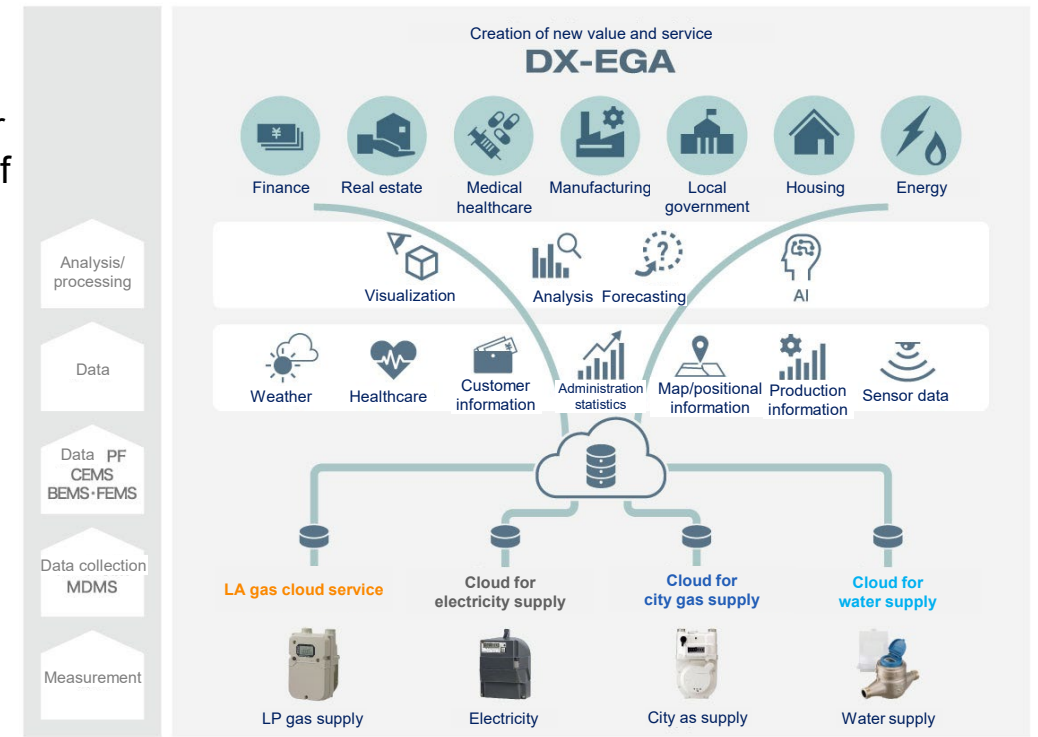 r
f
Creation of new value and service
DX-EGA
Finance
Real estate
Medical
healthcare
Manufacturing
Local
government
Housing
Energy
Analysis/
processing
Visualization
Analysis
Forecasting
AI
Data
Weather
Healthcare
Customer
information
Administration
statistics
Map/positional
information
Production
information
Sensor data
Data PF
CEMS
BEMS・FEMS
Data collection
MDMS
LA gas cloud service
Cloud for
electricity supply
Cloud for
city gas supply
Cloud for
water supply
Measurement
LP gas supply
Electricity
City as supply
Water supply